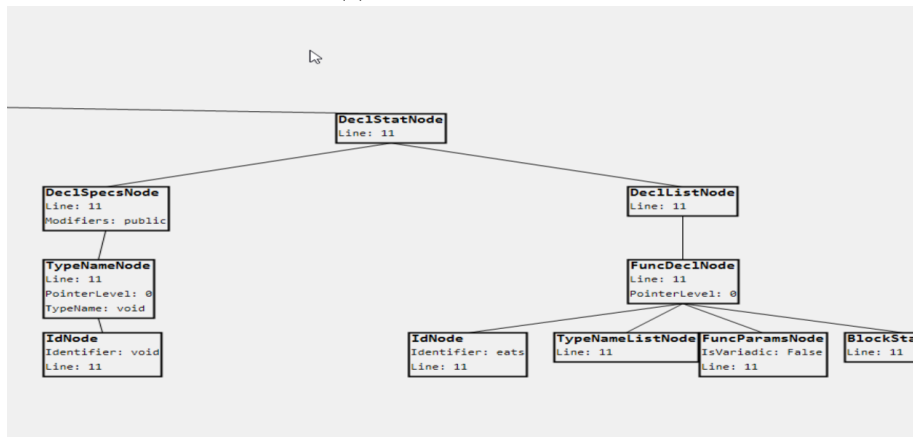 DeclStatNode
Line: 11
DeclSpecsNode
Line: 11
Modifiers: public
DeclListNode
Line: 11
TypeNameNode
Line: 11
PointerLevel: 0
TypeName: void
FuncDeclNode
Line: 11
PointerLevel: 0
IdNode
Identifier: void
Line: 11
IdNode
Identifier: eats
Line: 11
TypeNameListNode
Line: 11
FuncParamsNode
IsVariadic: False
Line: 11
BlockSta
Line: 11